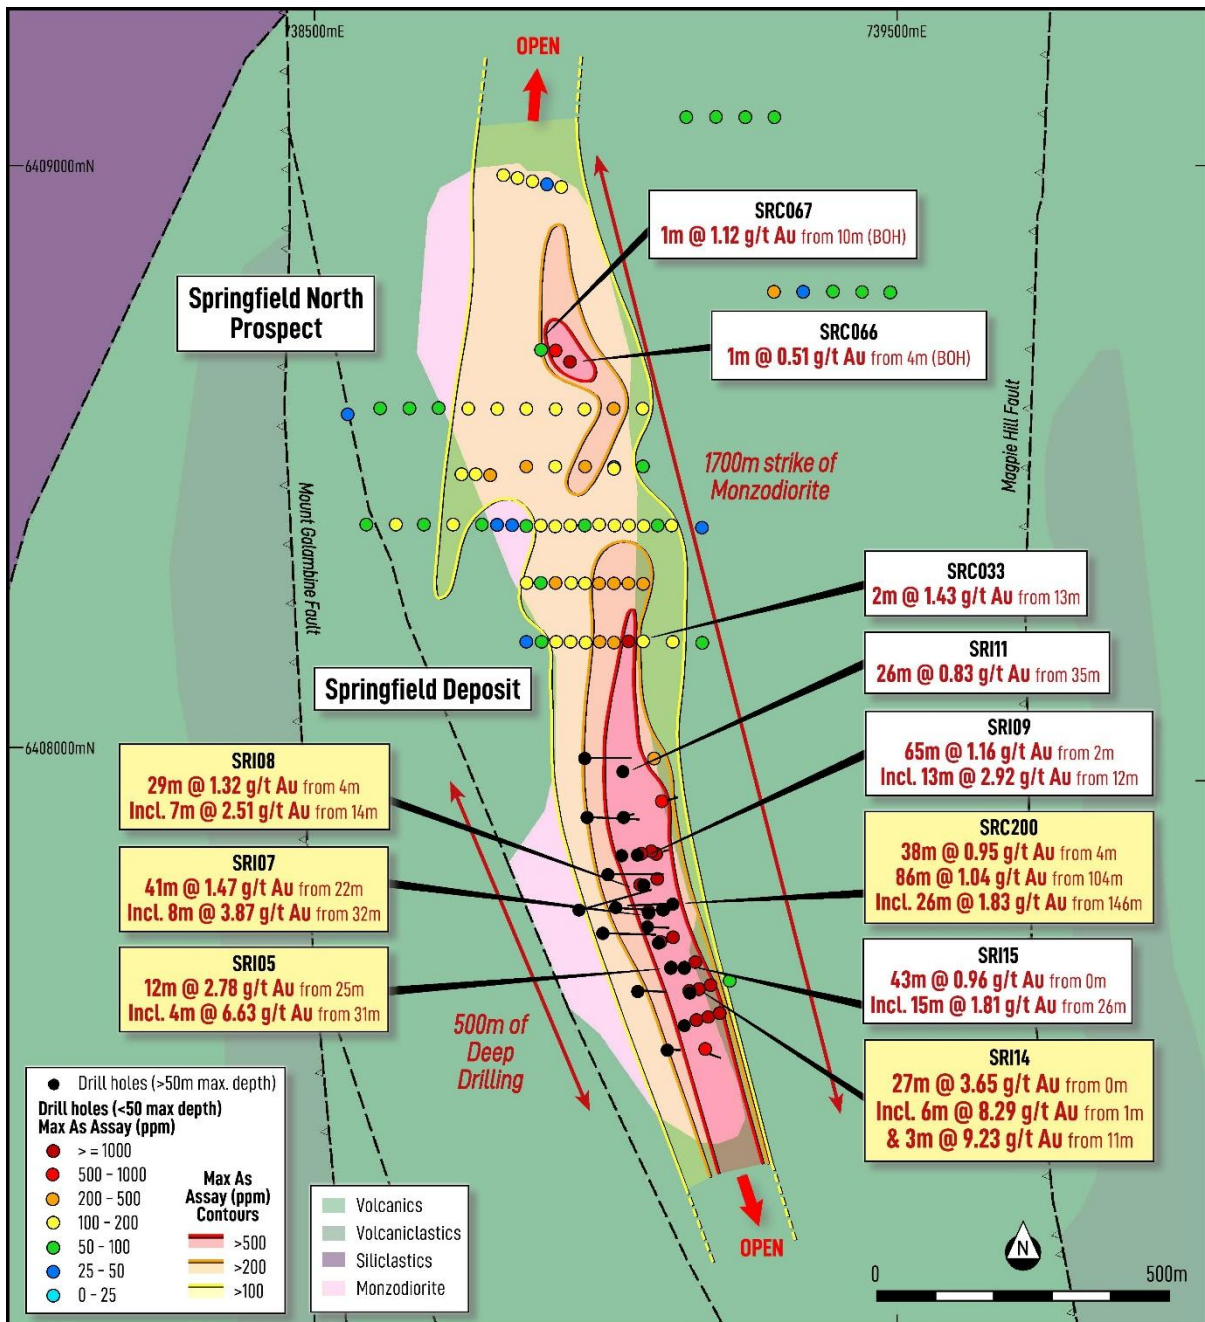 738500mE
739500mE
OPEN
6409000mN
SRC067
1m @ 1.12 g/t Au from 10m (BOH)
Springfield North
Prospect
SRC066
1m @ 0.51 g/t Au from 4m (BOH)
Mount Galambine Fault
Magpie Hill Fault
1700m strike of
Monzodiorite
SRC033
2m @ 1.43 g/t Au from 13m
Springfield Deposit
SRI11
26m @ 0.83 g/t Au from 35m
6408000mN
SRI08
29m @ 1.32 g/t Au from 4m
Incl. 7m @ 2.51 g/t Au from 14m
SRI09
65m @ 1.16 g/t Au from 2m
Incl. 13m @ 2.92 g/t Au from 12m
SRI07
41m @ 1.47 g/t Au from 22m
Incl. 8m @ 3.87 g/t Au from 32m
SRC200
38m @ 0.95 g/t Au from 4m
86m @ 1.04 g/t Au from 104m
Incl. 26m @ 1.83 g/t Au from 146m
SRI05
12m @ 2.78 g/t Au from 25m
Incl. 4m @ 6.63 g/t Au from 31m
SRI15
43m @ 0.96 g/t Au from 0m
Incl. 15m @ 1.81 g/t Au from 26m
500m of
Deep
Drilling
SRI14
27m @ 3.65 g/t Au from 0m
Incl. 6m @ 8.29 g/t Au from 1m
& 3m @ 9.23 g/t Au from 11m
Drill holes (>50m max. depth)
Drill holes (<50 max depth)
Max As Assay (ppm)
> = 1000
500 - 1000
200 - 500
100 - 200
50 - 100
25 - 50
0 - 25
Max As
Assay (ppm)
Contours
>500
>200
>100
Volcanics
Volcaniclastics
Siliclastics
Monzodiorite
OPEN
N
0
500m